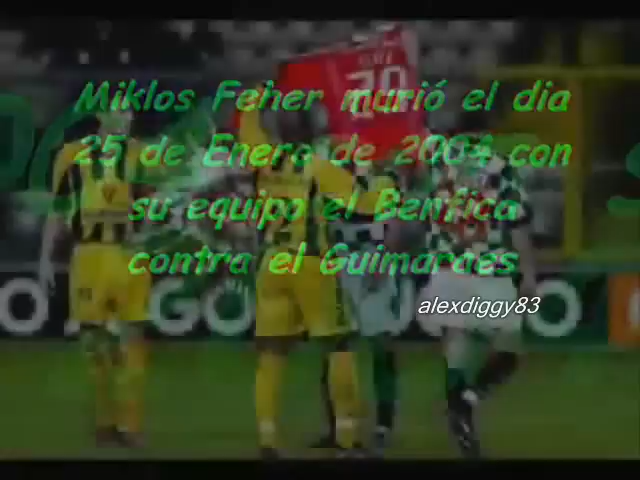 Miklos Feher murió el dia
25 de Enero de 2004 con
su equipo el Benfica
contra el Guimaraes
alexdiggy83